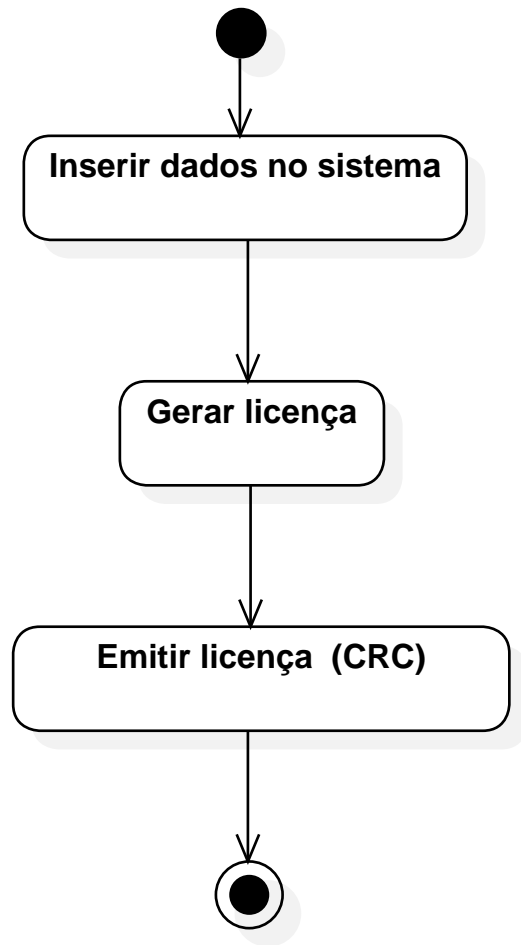 Inserir dados no sistema
Gerar licença
Emitir licença  (CRC)